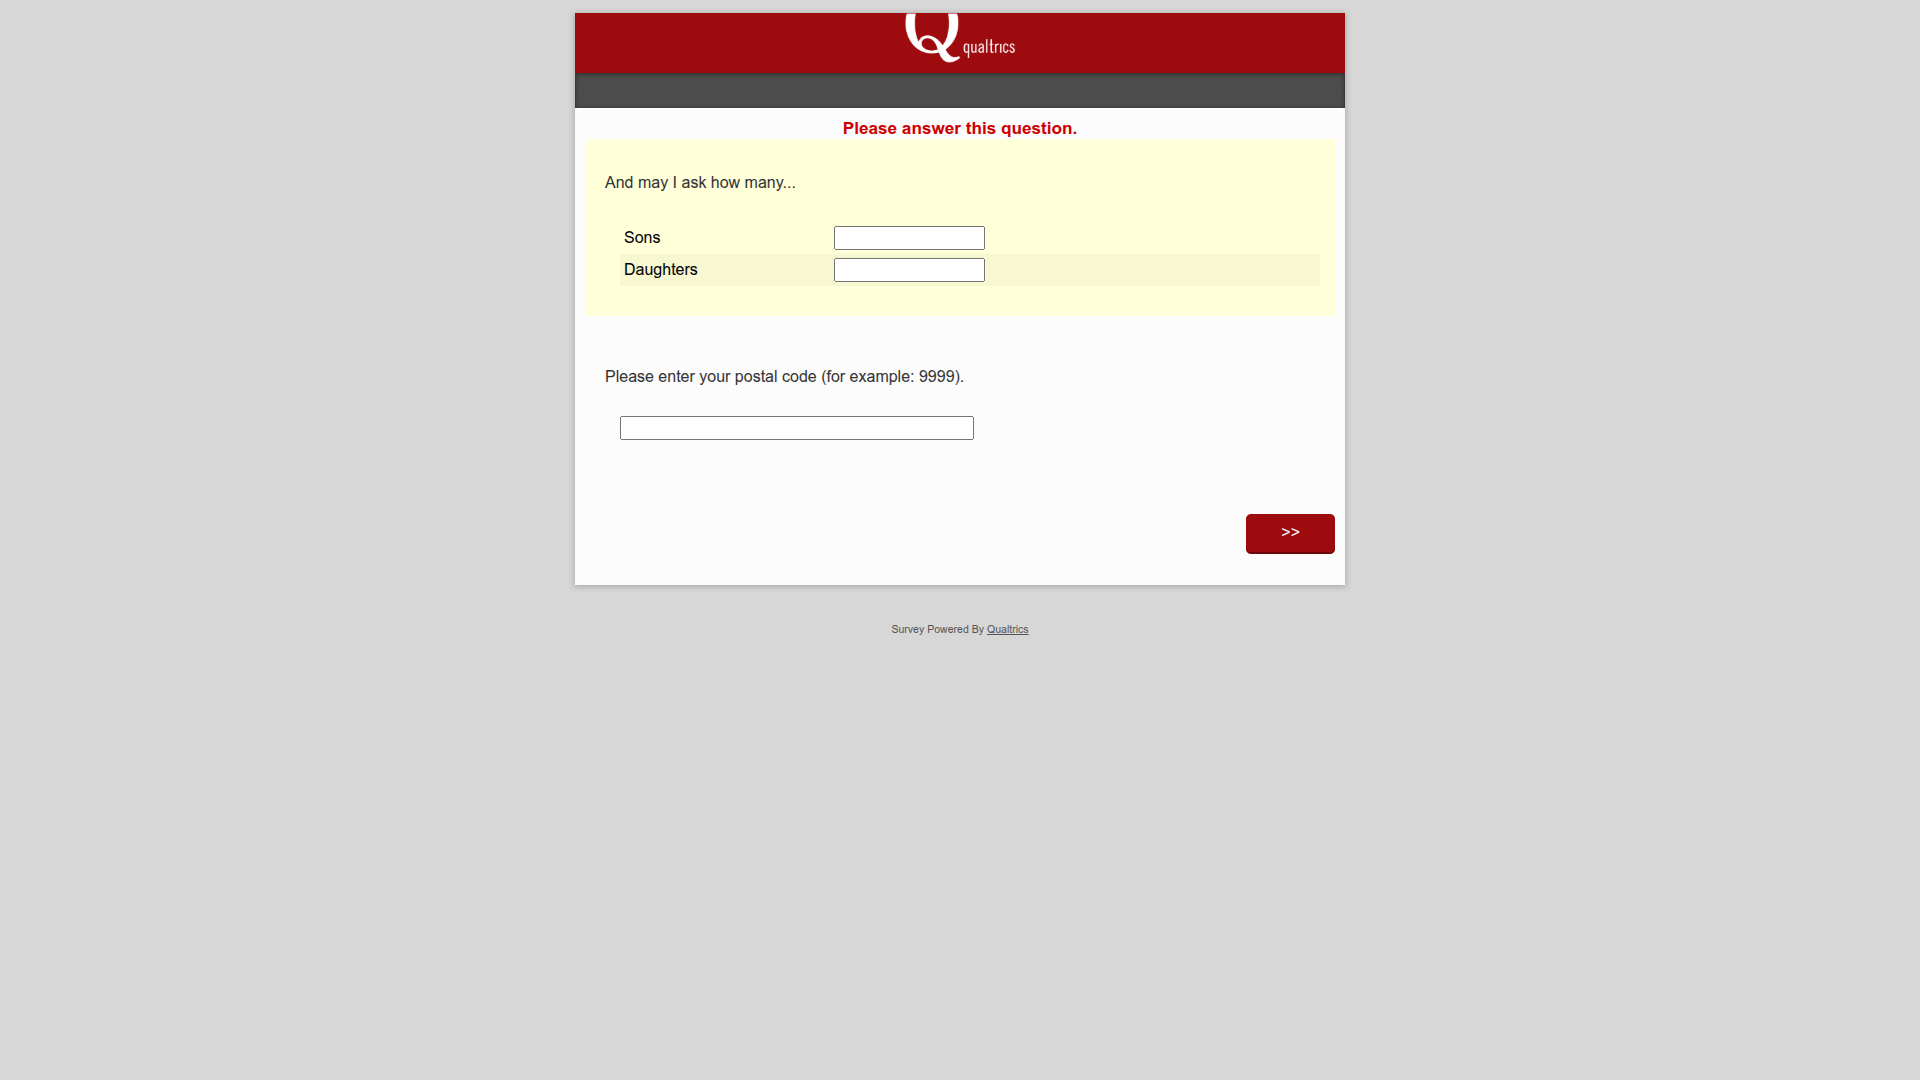 Q qualtrics
Please answer this question.
And may I ask how many...
Sons
Daughters
Please enter your postal code (for example: 9999).
>>
Survey Powered By Qualtrics